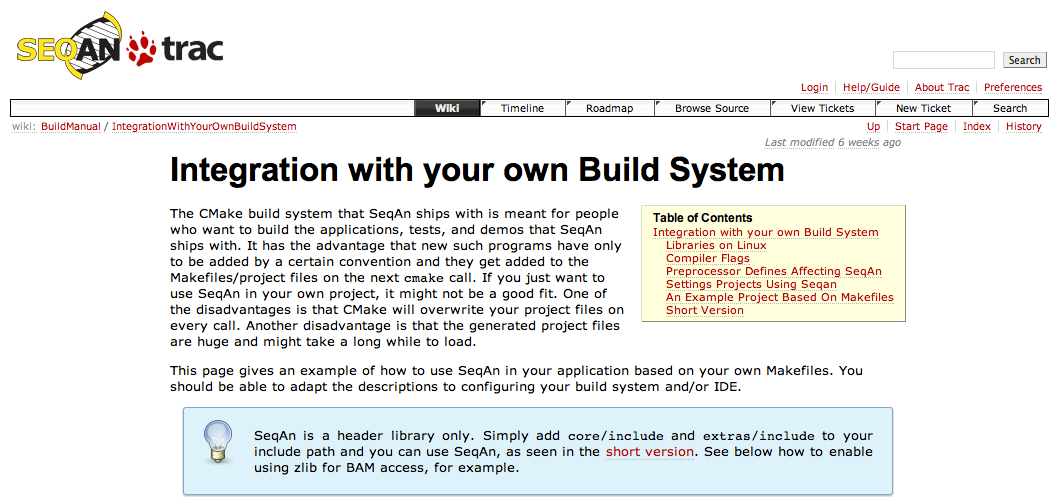 SEQAN trac
Search
Login Help/Guide About Trac Preferences
Wiki Timeline Roadmap Browse Source View Tickets New Ticket Search
wiki: BuildManual / IntegrationWithYourOwnBuildSystem
Up Start Page Index History
Last modified 6 weeks ago
Integration with your own Build System
The CMake build system that SeqAn ships with is meant for people
who want to build the applications, tests, and demos that SeqAn
ships with. It has the advantage that new such programs have only
to be added by a certain convention and they get added to the
Makefiles/project files on the next cmake call. If you just want to
use SeqAn in your own project, it might not be a good fit. One of
the disadvantages is that CMake will overwrite your project files on
every call. Another disadvantage is that the generated project files
are huge and might take a long while to load.
Table of Contents
Integration with your own Build System
Libraries on Linux
Compiler Flags
Preprocessor Defines Affecting SeqAn
Settings Projects Using Seqan
An Example Project Based On Makefiles
Short Version
This page gives an example of how to use SeqAn in your application based on your own Makefiles. You
should be able to adapt the descriptions to configuring your build system and/or IDE.
SeqAn is a header library only. Simply add core/include and extras/include to your
include path and you can use SeqAn, as seen in the short version. See below how to enable
using zlib for BAM access, for example.